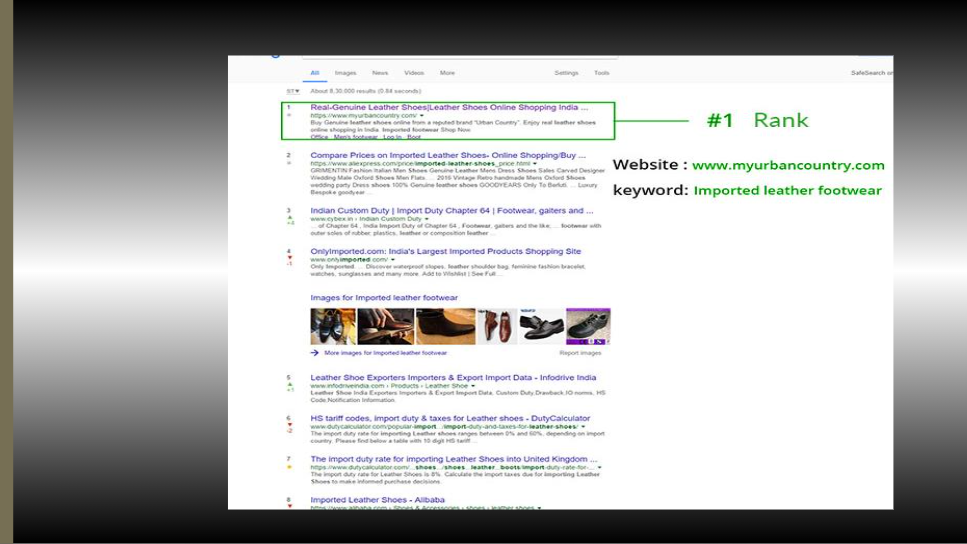 All Images News Videos More Settings Tools SafeSearch on
About 8,30,000 results (0.84 seconds)
1
Real-Genuine Leather Shoes|Leather Shoes Online Shopping India ...
https://www.myurbancountry.com/
Buy Genuine leather shoes online from a reputed brand "Urban Country". Enjoy real leather shoes
online shopping in India. Imported footwear Shop Now.
Office · Men's footwear · Log In · Boot
#1 Rank
Website : www.myurbancountry.com
keyword: Imported leather footwear
2
Compare Prices on Imported Leather Shoes- Online Shopping/Buy ...
https://www.aliexpress.com/price/imported-leather-shoes_price.html
GRIMENTIN Fashion Italian Men Shoes Genuine Leather Mens Dress Shoes Sales Carved Designer
Wedding Male Oxford Shoes Men Flats. ... 2016 Vintage Retro handmade Mens Oxford Shoes
wedding party Dress shoes 100% Genuine leather shoes GOODYEARS Only To Berfuti. ... Luxury
Bespoke goodyear ...
3
Indian Custom Duty | Import Duty Chapter 64 | Footwear, gaiters and ...
www.cybex.in › Indian Custom Duty
+3
... of Chapter 64 , India Import Duty of Chapter 64 , Footwear, gaiters and the like; ... footwear with
outer soles of rubber, plastics, leather or composition leather ...
4
OnlyImported.com: India's Largest Imported Products Shopping Site
www.onlyimported.com/
-1
Only Imported. ... Discover waterproof slopes, leather shoulder bag, feminine fashion bracelet,
watches, sunglasses and many more. Add to Wishlist | See Full ...
Images for Imported leather footwear
More images for Imported leather footwear Report images
5
Leather Shoe Exporters Importers & Export Import Data - Infodrive India
www.infodriveindia.com › Products › Leather Shoe
+1
Leather Shoe India Exporters Importers & Export Import Data, Custom Duty,Drawback,IO norms, HS
Code,Notification Information.
6
HS tariff codes, import duty & taxes for Leather shoes - DutyCalculator
www.dutycalculator.com/popular-import.../import-duty-and-taxes-for-leather-shoes/
-2
The import duty rate for importing Leather shoes ranges between 0% and 60%, depending on import
country. Please find below a table with 10 digit HS tariff ...
7
The import duty rate for importing Leather Shoes into United Kingdom ...
https://www.dutycalculator.com/...shoes.../shoes...leather...boots/import-duty-rate-for-...
The import duty rate for Leather Shoes is 8%. Calculate the import taxes due for importing Leather
Shoes to make informed purchase decisions.
8
Imported Leather Shoes - Alibaba
https://www.alibaba.com › Shoes & Accessories › shoes › leather shoes